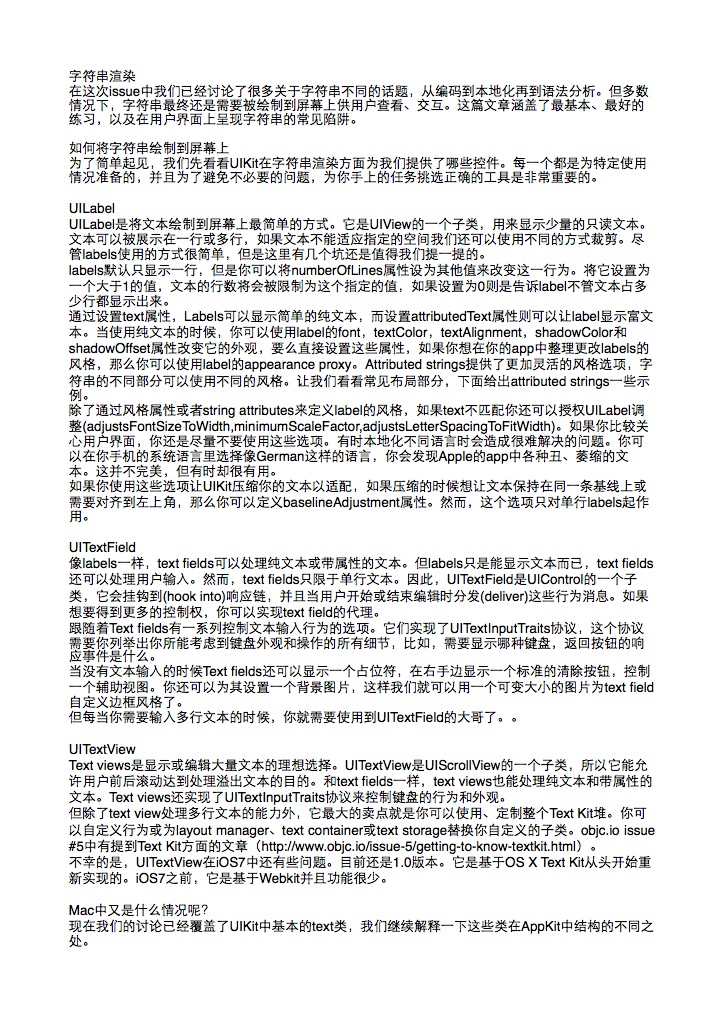 字符串渲染
在这次issue中我们已经讨论了很多关于字符串不同的话题，从编码到本地化再到语法分析。但多数
情况下，字符串最终还是需要被绘制到屏幕上供用户查看、交互。这篇文章涵盖了最基本、最好的
练习，以及在用户界面上呈现字符串的常见陷阱。
如何将字符串绘制到屏幕上
为了简单起见，我们先看看UIKit在字符串渲染方面为我们提供了哪些控件。每一个都是为特定使用
情况准备的，并且为了避免不必要的问题，为你手上的任务挑选正确的工具是非常重要的。
UILabel
UILabel是将文本绘制到屏幕上最简单的方式。它是UIView的一个子类，用来显示少量的只读文本。
文本可以被展示在一行或多行，如果文本不能适应指定的空间我们还可以使用不同的方式裁剪。尽
管labels使用的方式很简单，但是这里有几个坑还是值得我们提一提的。
labels默认只显示一行，但是你可以将numberOfLines属性设为其他值来改变这一行为。将它设置为
一个大于1的值，文本的行数将会被限制为这个指定的值，如果设置为0则是告诉label不管文本占多
少行都显示出来。
通过设置text属性，Labels可以显示简单的纯文本，而设置attributedText属性则可以让label显示富文
本。当使用纯文本的时候，你可以使用label的font，textColor，textAlignment，shadowColor和
shadowOffset属性改变它的外观，要么直接设置这些属性，如果你想在你的app中整理更改labels的
风格，那么你可以使用label的appearance proxy。Attributed strings提供了更加灵活的风格选项，字
符串的不同部分可以使用不同的风格。让我们看看常见布局部分，下面给出attributed strings一些示
例。
除了通过风格属性或者string attributes来定义label的风格，如果text不匹配你还可以授权UILabel调
整(adjustsFontSizeToWidth,minimumScaleFactor,adjustsLetterSpacingToFitWidth)。如果你比较关
心用户界面，你还是尽量不要使用这些选项。有时本地化不同语言时会造成很难解决的问题。你可
以在你手机的系统语言里选择像German这样的语言，你会发现Apple的app中各种丑、萎缩的文
本。这并不完美，但有时却很有用。
如果你使用这些选项让UIKit压缩你的文本以适配，如果压缩的时候想让文本保持在同一条基线上或
需要对齐到左上角，那么你可以定义baselineAdjustment属性。然而，这个选项只对单行labels起作
用。
UITextField
像labels一样，text fields可以处理纯文本或带属性的文本。但labels只是能显示文本而已，text fields
还可以处理用户输入。然而，text fields只限于单行文本。因此，UITextField是UIControl的一个子
类，它会挂钩到(hook into)响应链，并且当用户开始或结束编辑时分发(deliver)这些行为消息。如果
想要得到更多的控制权，你可以实现text field的代理。
跟随着Text fields有一系列控制文本输入行为的选项。它们实现了UITextInputTraits协议，这个协议
需要你列举出你所能考虑到键盘外观和操作的所有细节，比如，需要显示哪种键盘，返回按钮的响
应事件是什么。
当没有文本输入的时候Text fields还可以显示一个占位符，在右手边显示一个标准的清除按钮，控制
一个辅助视图。你还可以为其设置一个背景图片，这样我们就可以用一个可变大小的图片为text field
自定义边框风格了。
但每当你需要输入多行文本的时候，你就需要使用到UITextField的大哥了。。
UITextView
Text views是显示或编辑大量文本的理想选择。UITextView是UIScrollView的一个子类，所以它能允
许用户前后滚动达到处理溢出文本的目的。和text fields一样，text views也能处理纯文本和带属性的
文本。Text views还实现了UITextInputTraits协议来控制键盘的行为和外观。
但除了text view处理多行文本的能力外，它最大的卖点就是你可以使用、定制整个Text Kit堆。你可
以自定义行为或为layout manager、text container或text storage替换你自定义的子类。objc.io issue
#5中有提到Text Kit方面的文章（http://www.objc.io/issue-5/getting-to-know-textkit.html）。
不幸的是，UITextView在iOS7中还有些问题。目前还是1.0版本。它是基于OS X Text Kit从头开始重
新实现的。iOS7之前，它是基于Webkit并且功能很少。
Mac中又是什么情况呢?
现在我们的讨论已经覆盖了UIKit中基本的text类，我们继续解释一下这些类在AppKit中结构的不同之
处。